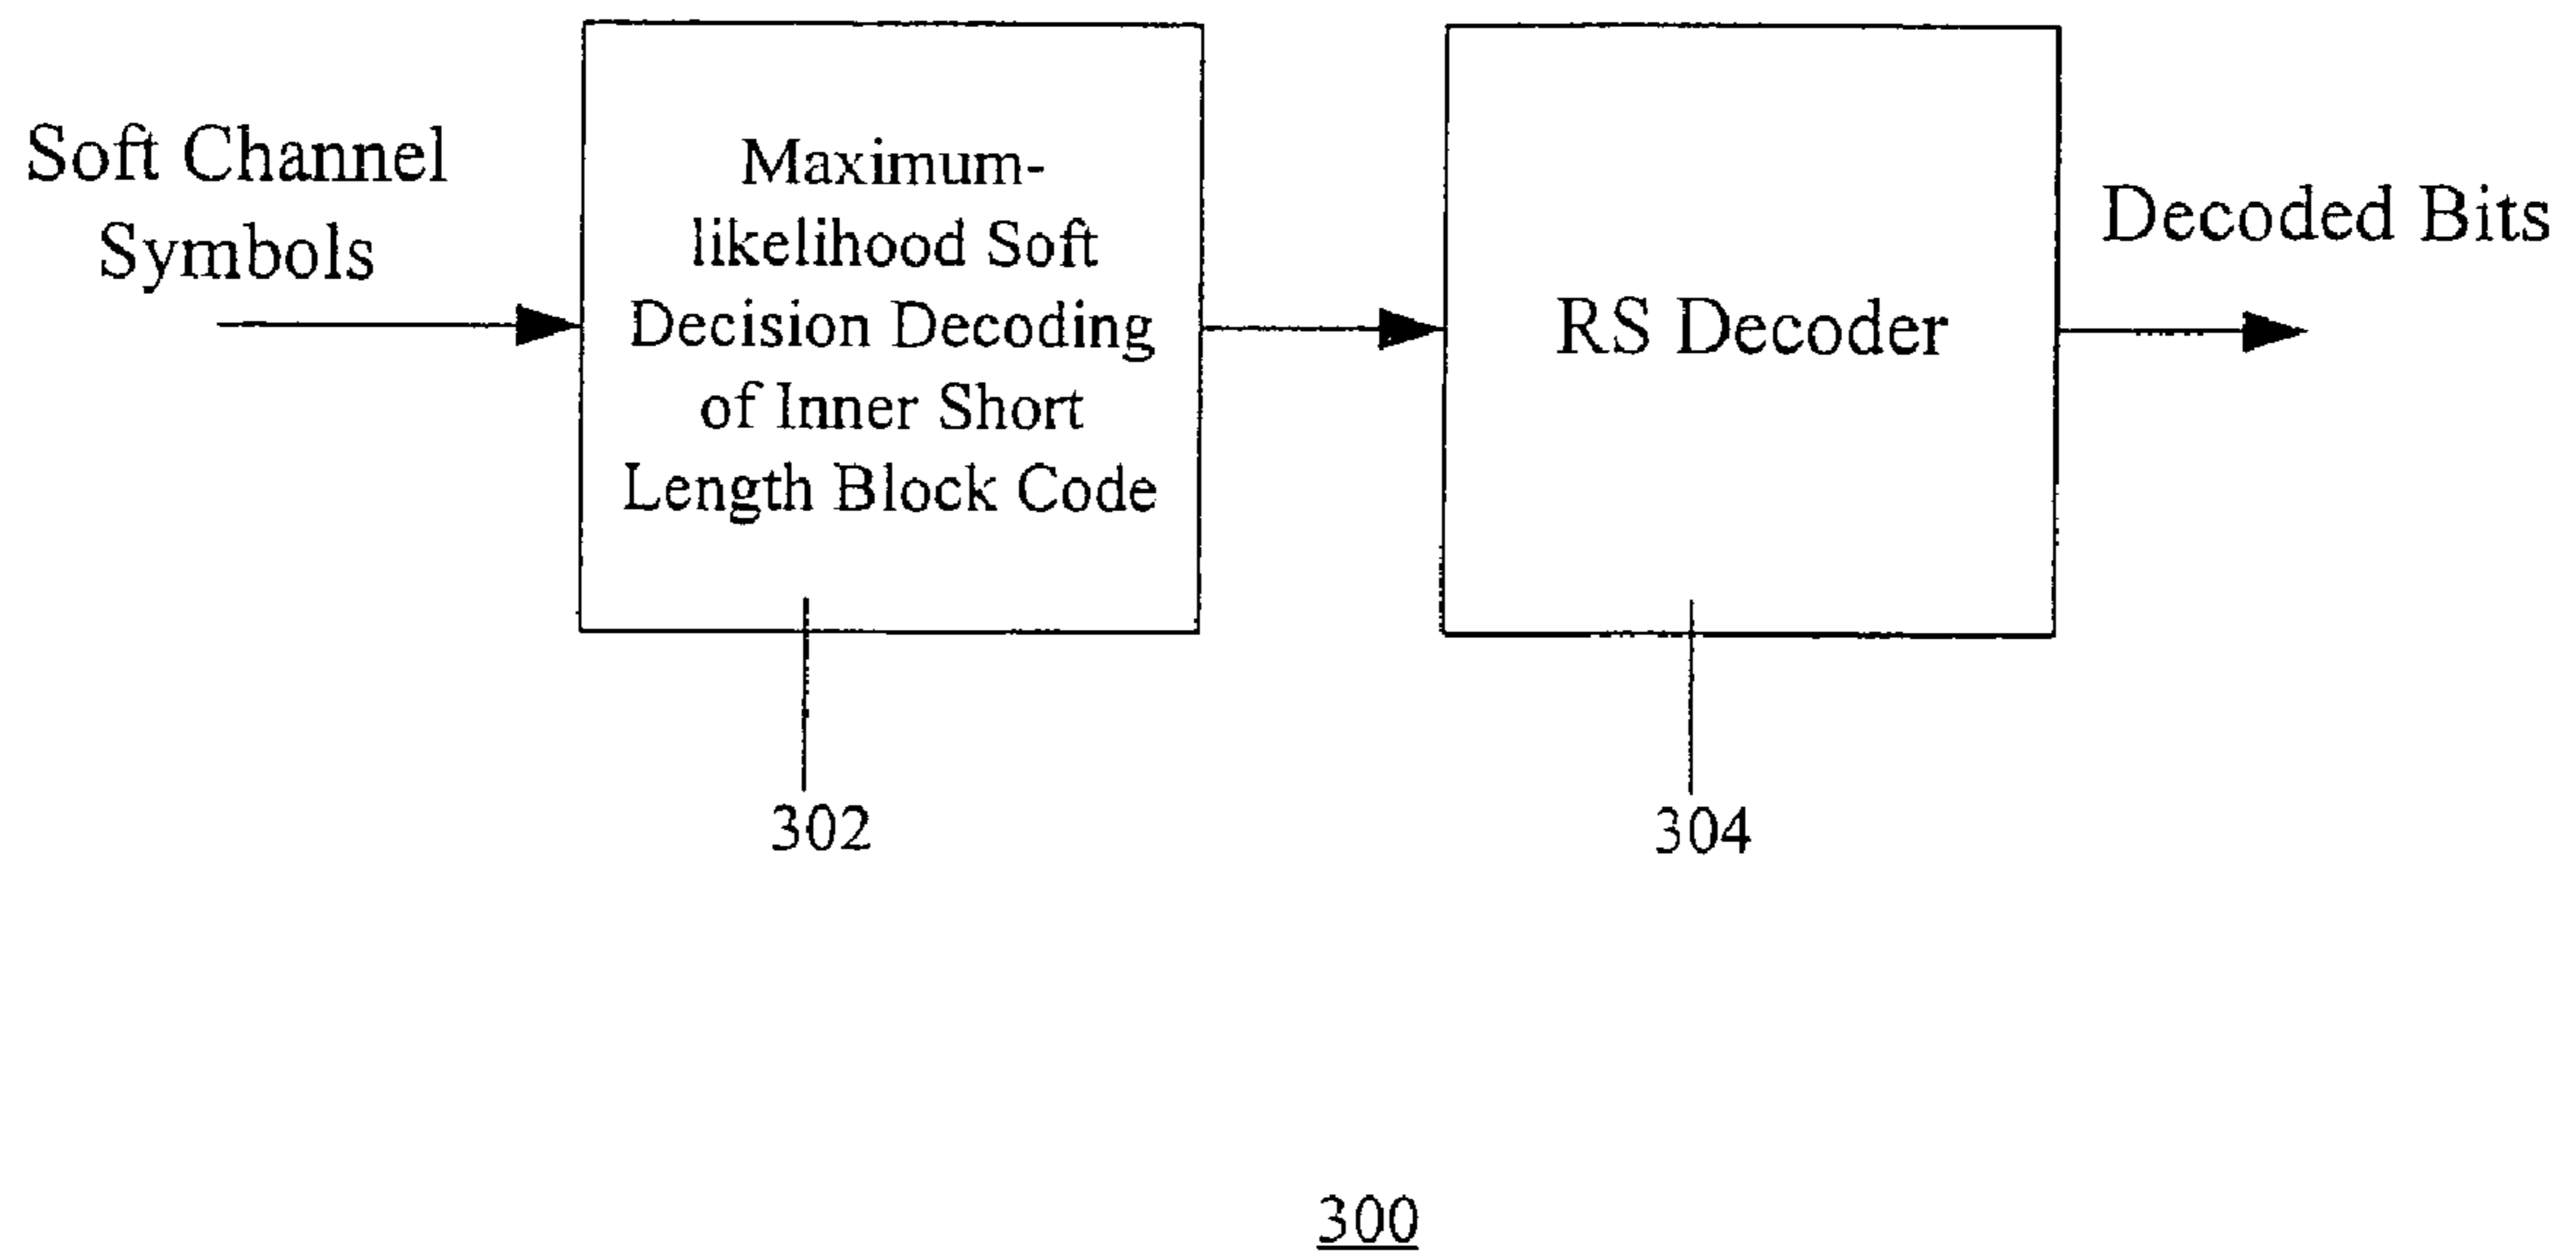 Soft Channel
Symbols
Maximum-
likelihood Soft
Decision Decoding
of Inner Short
Length Block Code
RS Decoder
Decoded Bits
302
304
300